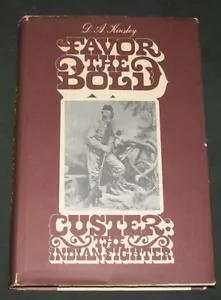 D. A. Kinsley
FAVOR
THE
BOLD
CUSTER:
THE
INDIAN FIGHTER